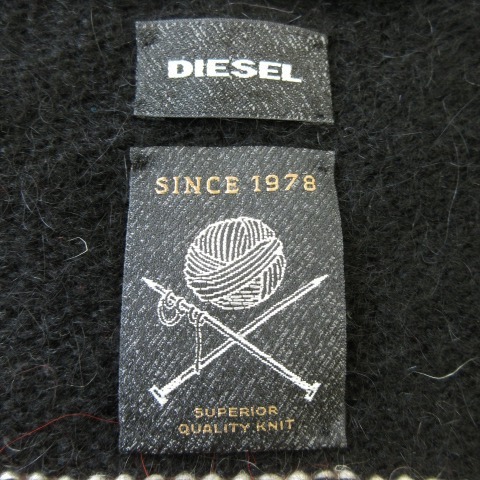 DIESEL
SINCE 1978
SUPERIOR
QUALITY KNIT